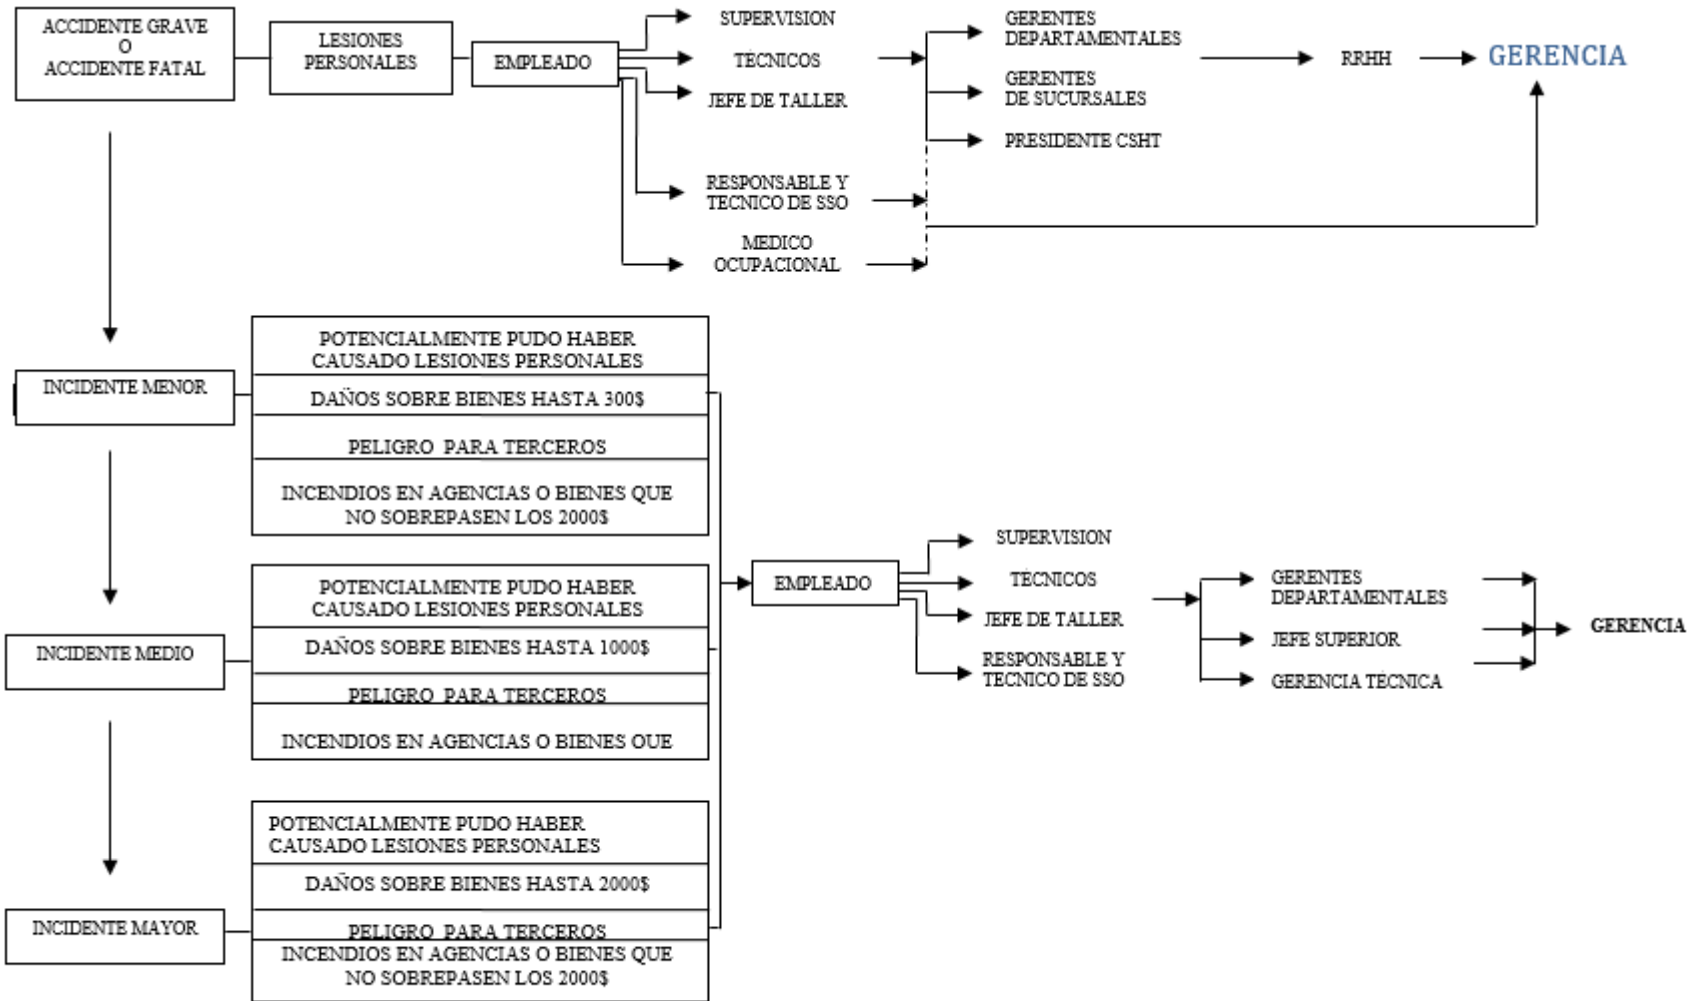 ACCIDENTE GRAVE
O
ACCIDENTE FATAL
LESIONES
PERSONALES
EMPLEADO
SUPERVISION
TÉCNICOS
JEFE DE TALLER
RESPONSABLE Y
TECNICO DE SSO
MEDICO
OCUPACIONAL
GERENTES
DEPARTAMENTALES
GERENTES
DE SUCURSALES
PRESIDENTE CSHT
RRHH
GERENCIA
INCIDENTE MENOR
POTENCIALMENTE PUDO HABER
CAUSADO LESIONES PERSONALES
DAÑOS SOBRE BIENES HASTA 300$
PELIGRO PARA TERCEROS
INCENDIOS EN AGENCIAS O BIENES QUE
NO SOBREPASEN LOS 2000$
INCIDENTE MEDIO
POTENCIALMENTE PUDO HABER
CAUSADO LESIONES PERSONALES
DAÑOS SOBRE BIENES HASTA 1000$
PELIGRO PARA TERCEROS
INCENDIOS EN AGENCIAS O BIENES QUE
INCIDENTE MAYOR
POTENCIALMENTE PUDO HABER
CAUSADO LESIONES PERSONALES
DAÑOS SOBRE BIENES HASTA 2000$
PELIGRO PARA TERCEROS
INCENDIOS EN AGENCIAS O BIENES QUE
NO SOBREPASEN LOS 2000$
EMPLEADO
SUPERVISION
TÉCNICOS
JEFE DE TALLER
RESPONSABLE Y
TECNICO DE SSO
GERENTES
DEPARTAMENTALES
JEFE SUPERIOR
GERENCIA TÉCNICA
GERENCIA